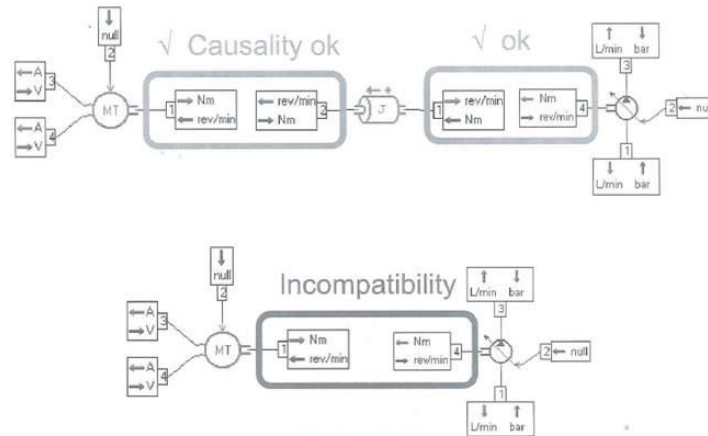 √ Causality ok
√ ok
null
2
A
V
3
A
V
4
MT
1
Nm
rev/min
rev/min
Nm
2
J
1
rev/min
Nm
Nm
rev/min
4
L/min bar
3
2
null
1
L/min bar
Incompatibility
null
2
A
V
3
A
V
4
MT
1
Nm
rev/min
Nm
rev/min
4
L/min bar
3
2
null
1
L/min bar